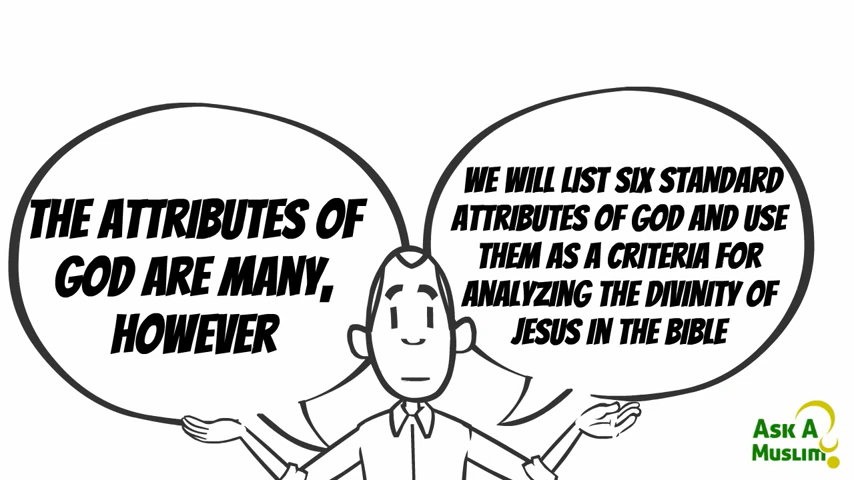 THE ATTRIBUTES OF
GOD ARE MANY,
HOWEVER
WE WILL LIST SIX STANDARD
ATTRIBUTES OF GOD AND USE
THEM AS A CRITERIA FOR
ANALYZING THE DIVINITY OF
JESUS IN THE BIBLE
ASK A
MUSLIM?